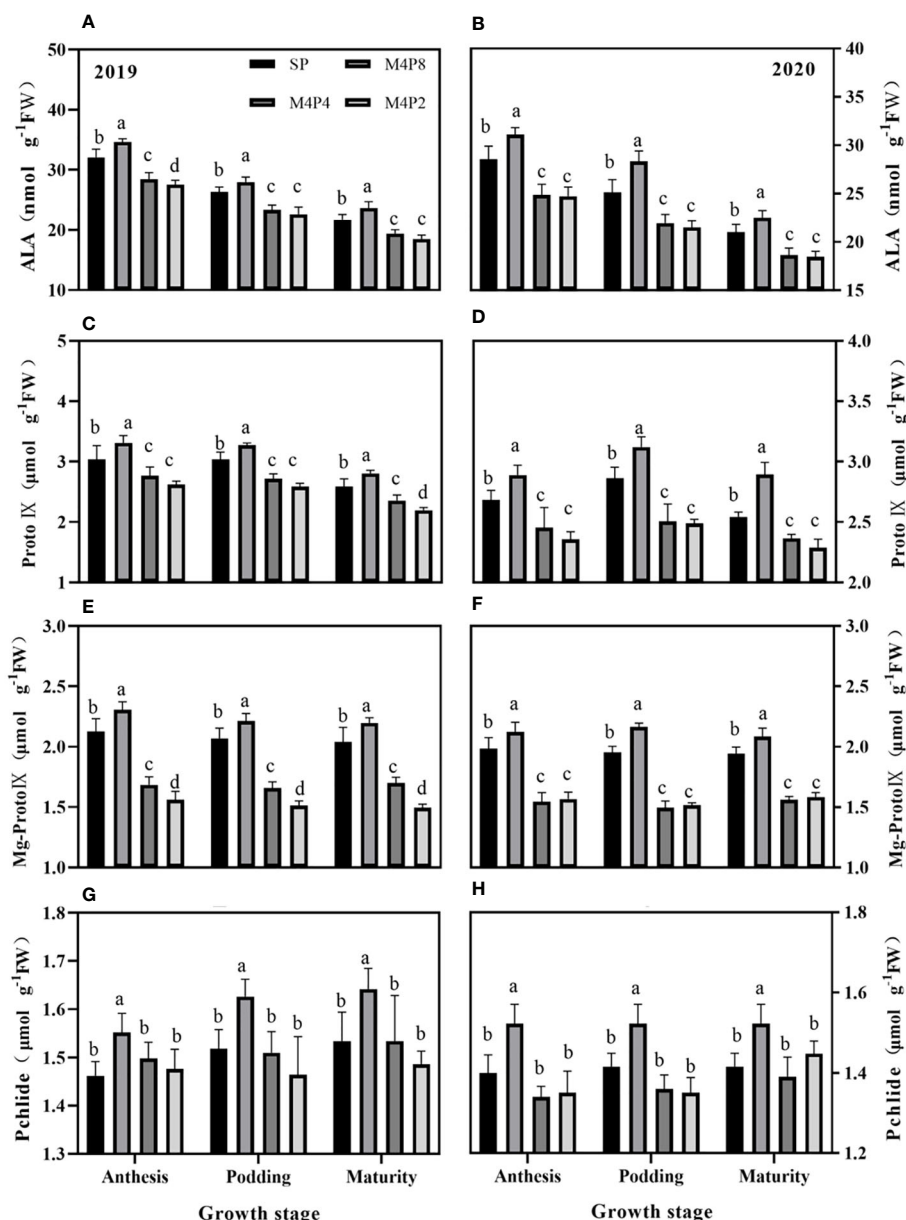 A
B
2019
SP
M4P8
M4P4
M4P2
2020
ALA (nmol g-1FW)
50
40
30
20
10
b a c d
b a c c
b a c c
b a c c
b a c c
b a c c
40
35
30
25
20
15
ALA (nmol g-1FW)
C
D
Proto IX (μmol g-1FW)
5
4
3
2
1
b a c c
b a c c
b a c d
b a c c
b a c c
b a c c
4.0
3.5
3.0
2.5
2.0
Proto IX (μmol g-1FW)
E
F
Mg-ProtoIX (μmol g-1FW)
3.0
2.5
2.0
1.5
1.0
b a c d
b a c d
b a c d
b a c c
b a c c
b a c c
3.0
2.5
2.0
1.5
1.0
Mg-ProtoIX (μmol g-1FW)
G
H
Pchlide (μmol g-1FW)
1.8
1.7
1.6
1.5
1.4
1.3
b a b b
b a b b
b a b b
b a b b
b a b b
b a b b
1.8
1.6
1.4
1.2
Pchlide (μmol g-1FW)
Anthesis Podding Maturity
Anthesis Podding Maturity
Growth stage
Growth stage